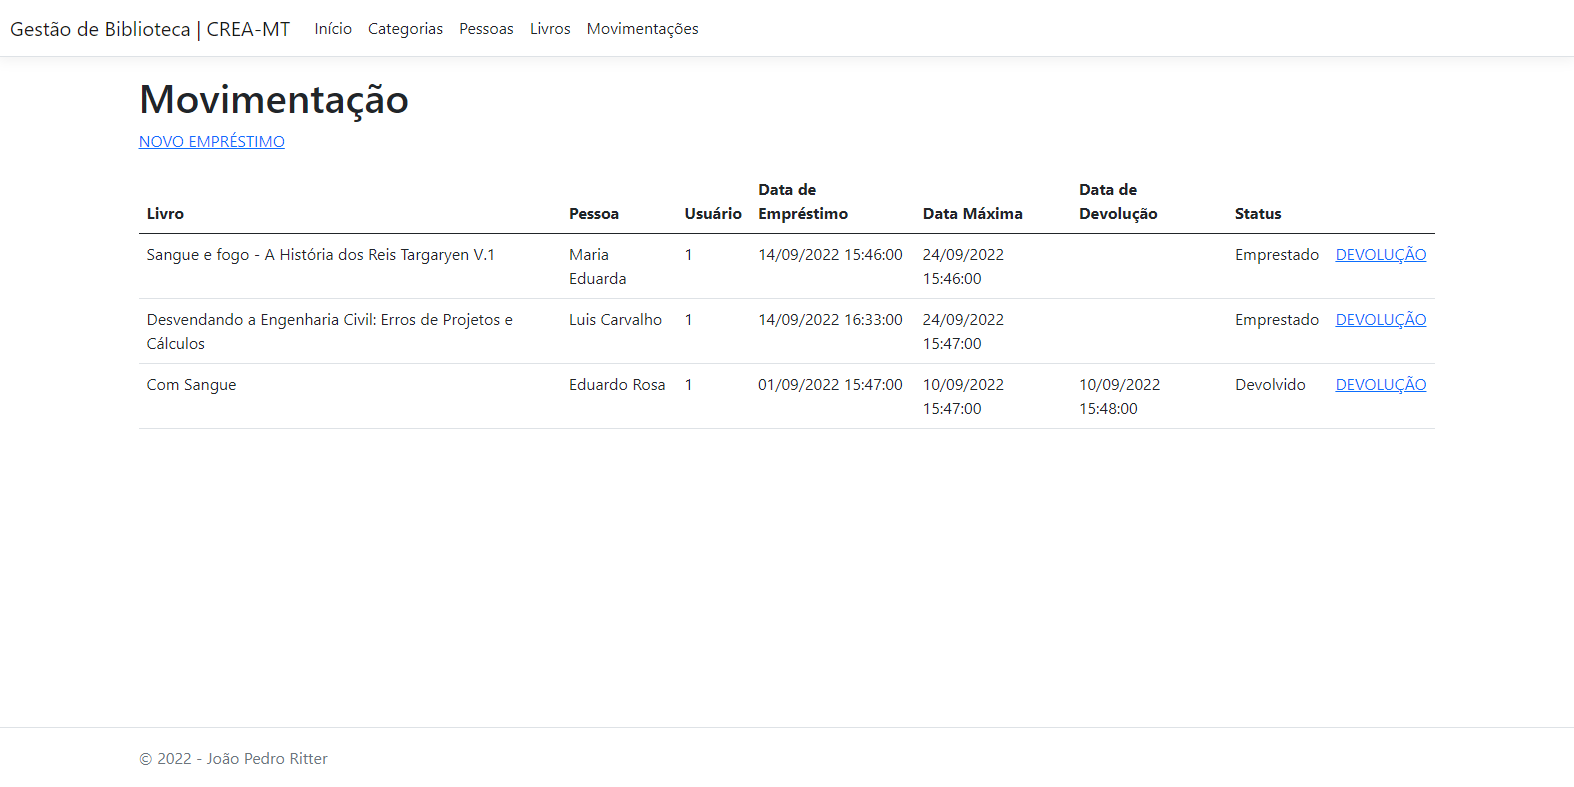 Gestão de Biblioteca | CREA-MT Início Categorias Pessoas Livros Movimentações
Movimentação
NOVO EMPRÉSTIMO
Livro Pessoa Usuário Data de Empréstimo Data Máxima Data de Devolução Status
Sangue e fogo - A História dos Reis Targaryen V.1 Maria Eduarda 1 14/09/2022 15:46:00 24/09/2022 15:46:00 Emprestado DEVOLUÇÃO
Desvendando a Engenharia Civil: Erros de Projetos e Cálculos Luis Carvalho 1 14/09/2022 16:33:00 24/09/2022 15:47:00 Emprestado DEVOLUÇÃO
Com Sangue Eduardo Rosa 1 01/09/2022 15:47:00 10/09/2022 15:47:00 10/09/2022 15:48:00 Devolvido DEVOLUÇÃO
© 2022 - João Pedro Ritter